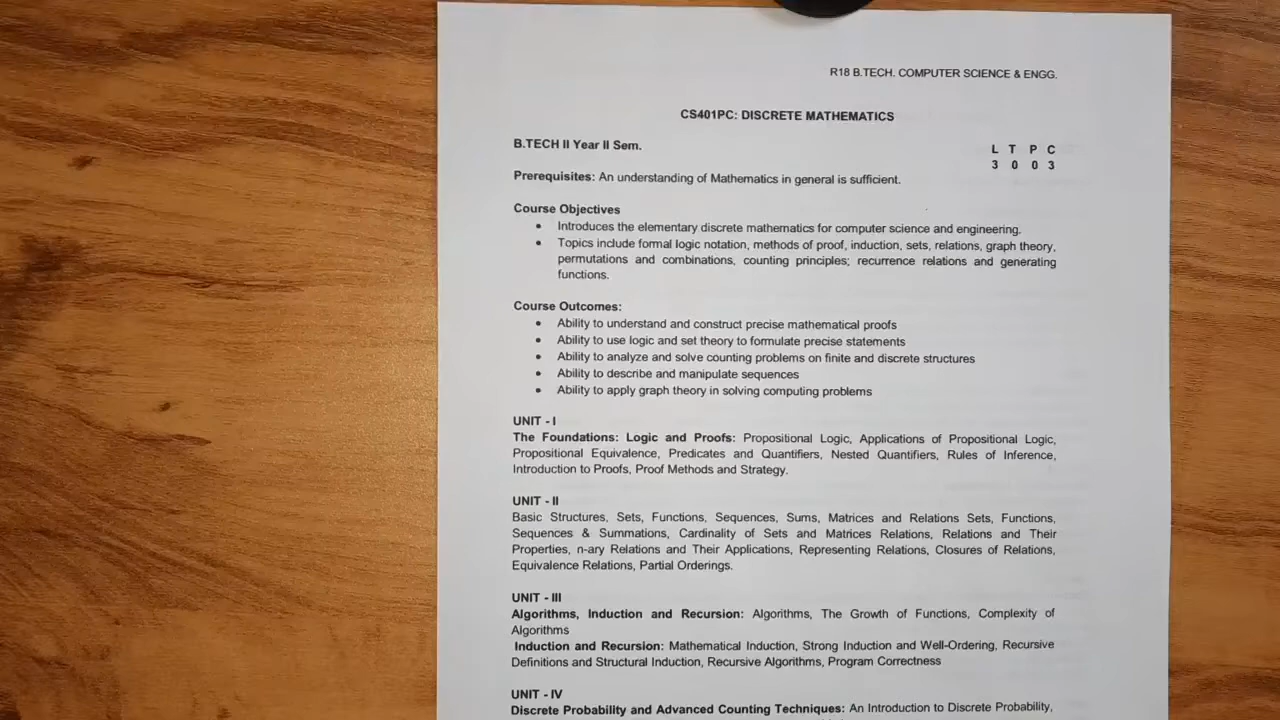 R18 B.TECH. COMPUTER SCIENCE & ENGG.
CS401PC: DISCRETE MATHEMATICS
B.TECH II Year II Sem.
L T P C
3 0 0 3
Prerequisites: An understanding of Mathematics in general is sufficient.
Course Objectives
• Introduces the elementary discrete mathematics for computer science and engineering.
• Topics include formal logic notation, methods of proof, induction, sets, relations, graph theory,
permutations and combinations, counting principles; recurrence relations and generating
functions.
Course Outcomes:
• Ability to understand and construct precise mathematical proofs
• Ability to use logic and set theory to formulate precise statements
• Ability to analyze and solve counting problems on finite and discrete structures
• Ability to describe and manipulate sequences
• Ability to apply graph theory in solving computing problems
UNIT - I
The Foundations: Logic and Proofs: Propositional Logic, Applications of Propositional Logic,
Propositional Equivalence, Predicates and Quantifiers, Nested Quantifiers, Rules of Inference,
Introduction to Proofs, Proof Methods and Strategy.
UNIT - II
Basic Structures, Sets, Functions, Sequences, Sums, Matrices and Relations Sets, Functions,
Sequences & Summations, Cardinality of Sets and Matrices Relations, Relations and Their
Properties, n-ary Relations and Their Applications, Representing Relations, Closures of Relations,
Equivalence Relations, Partial Orderings.
UNIT - III
Algorithms, Induction and Recursion: Algorithms, The Growth of Functions, Complexity of
Algorithms
Induction and Recursion: Mathematical Induction, Strong Induction and Well-Ordering, Recursive
Definitions and Structural Induction, Recursive Algorithms, Program Correctness
UNIT - IV
Discrete Probability and Advanced Counting Techniques: An Introduction to Discrete Probability,